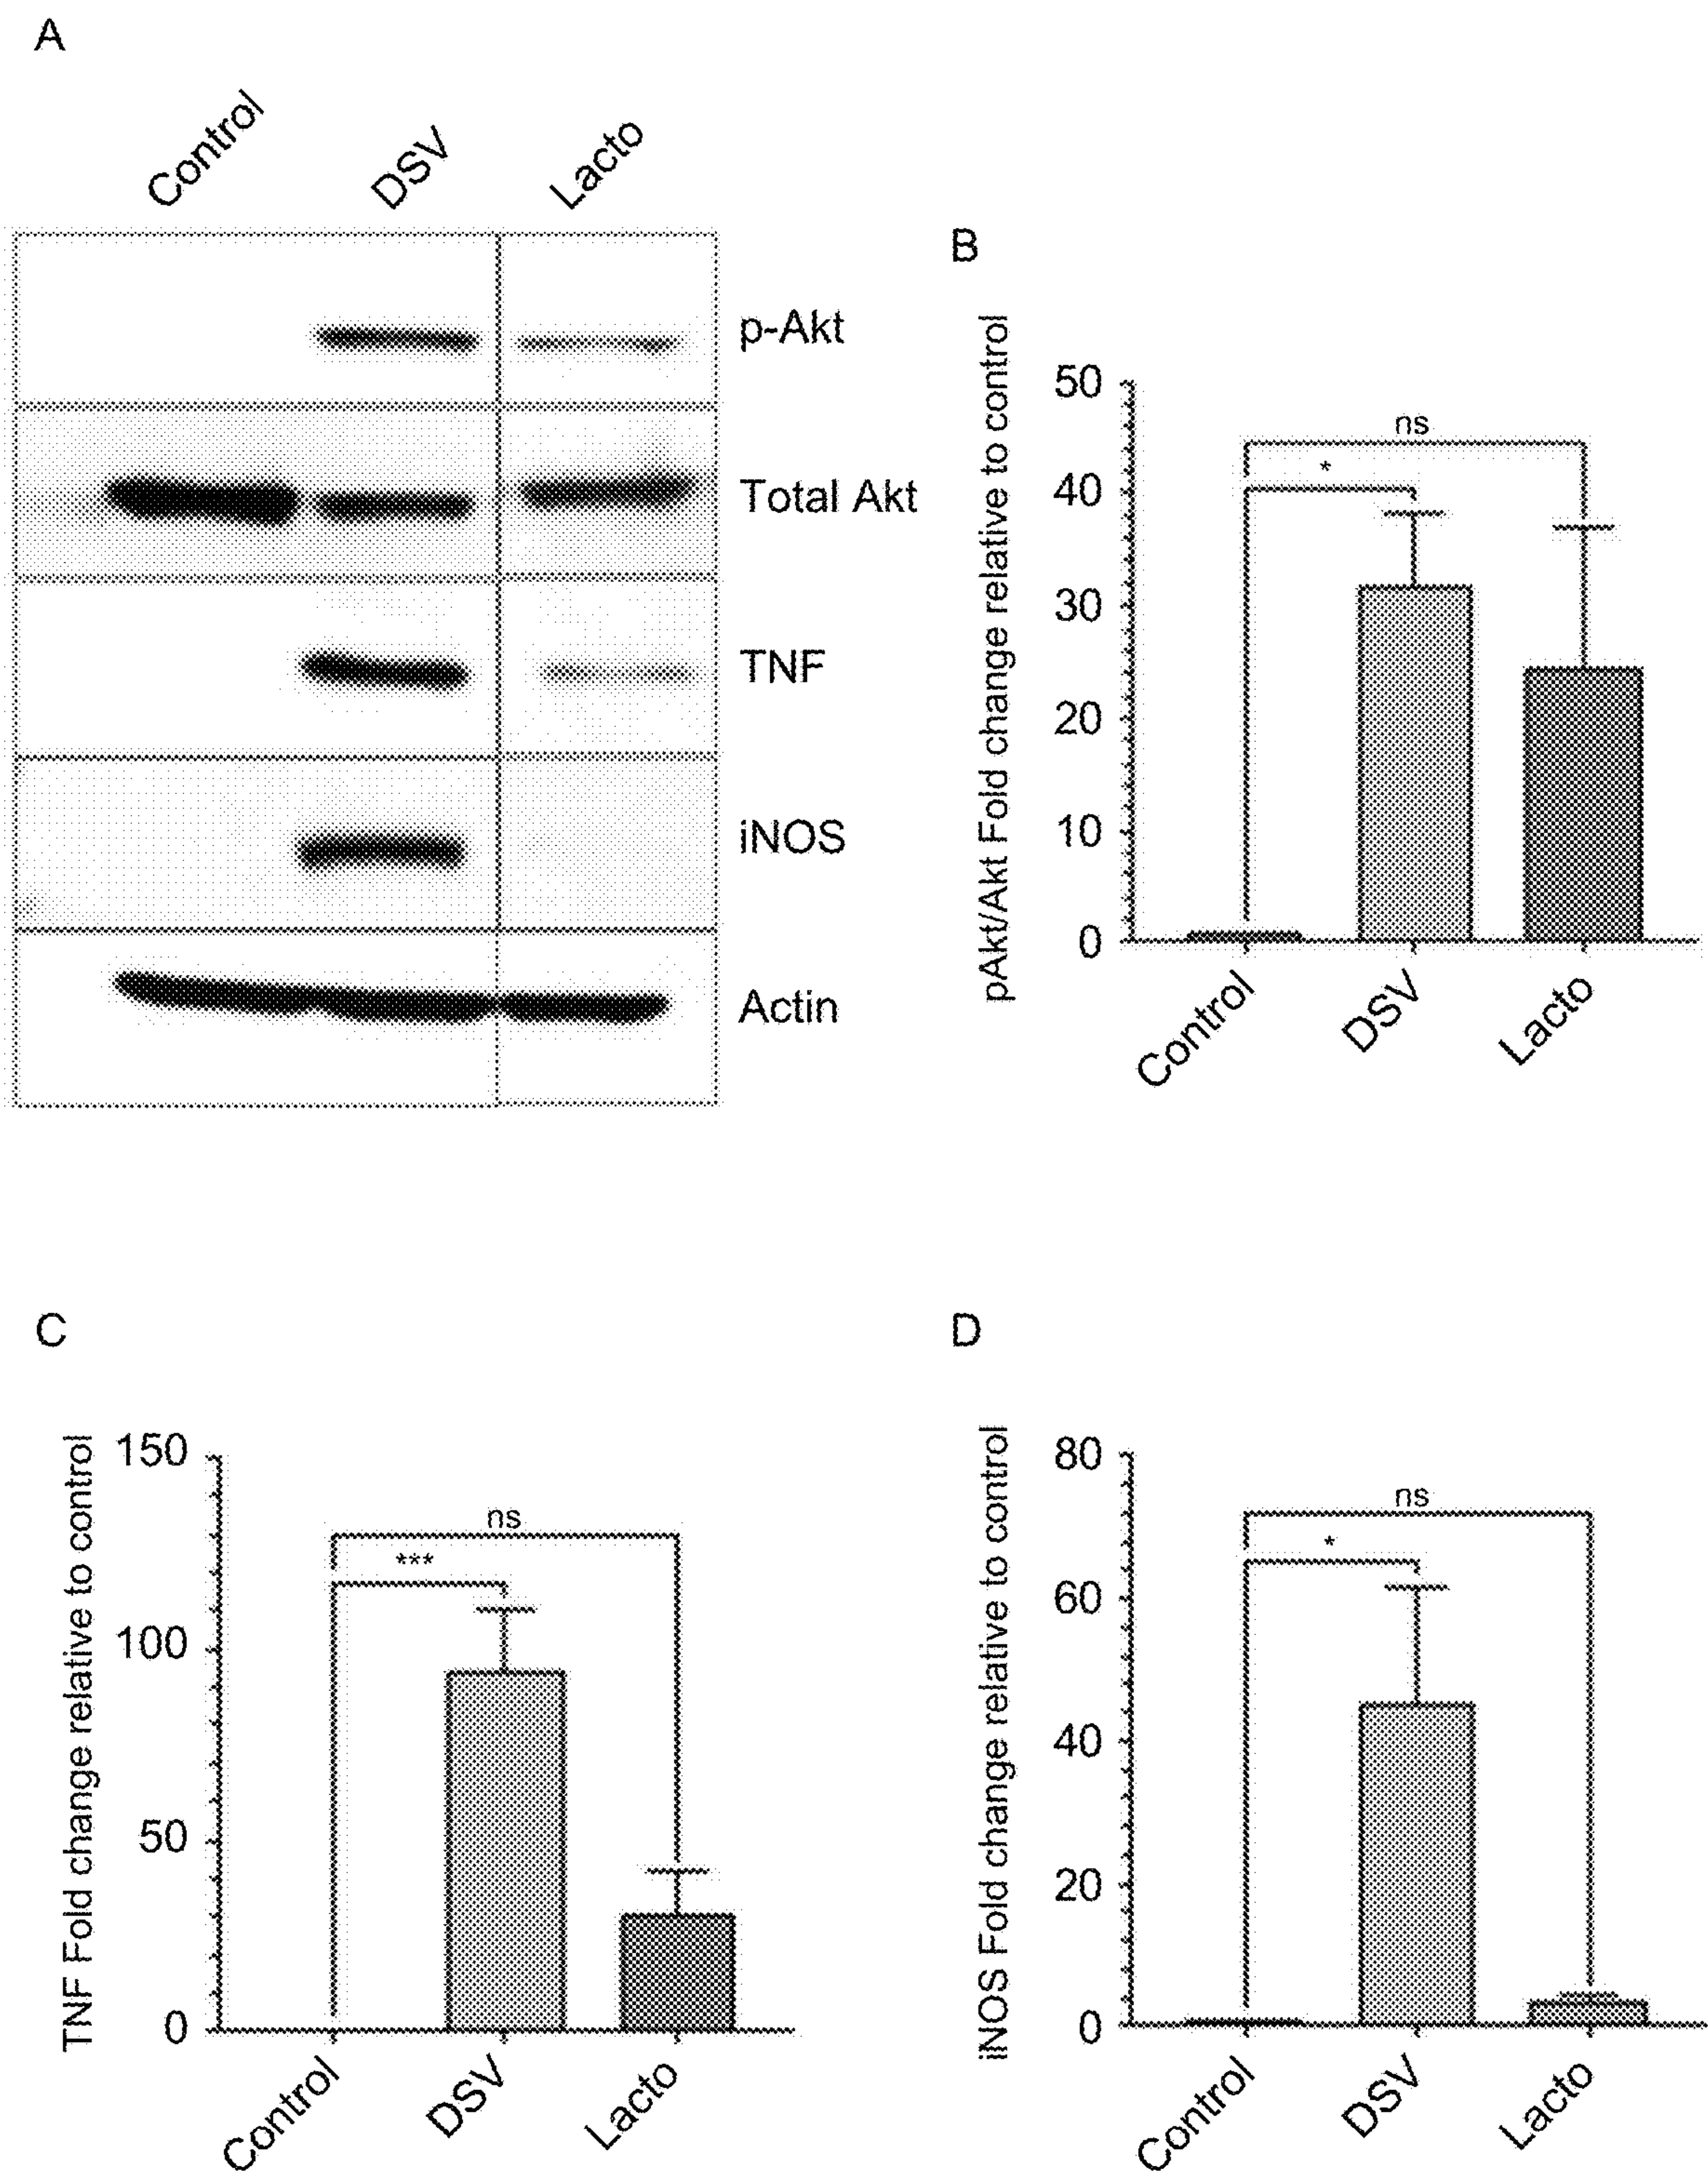 A
Control
DSV
Lacto
p-Akt
Total Akt
TNF
iNOS
Actin
B
pAkt/Akt Fold change relative to control
50
40
30
20
10
0
ns
*
Control
DSV
Lacto
C
TNF Fold change relative to control
150
100
50
0
ns
***
Control
DSV
Lacto
D
iNOS Fold change relative to control
80
60
40
20
0
ns
*
Control
DSV
Lacto